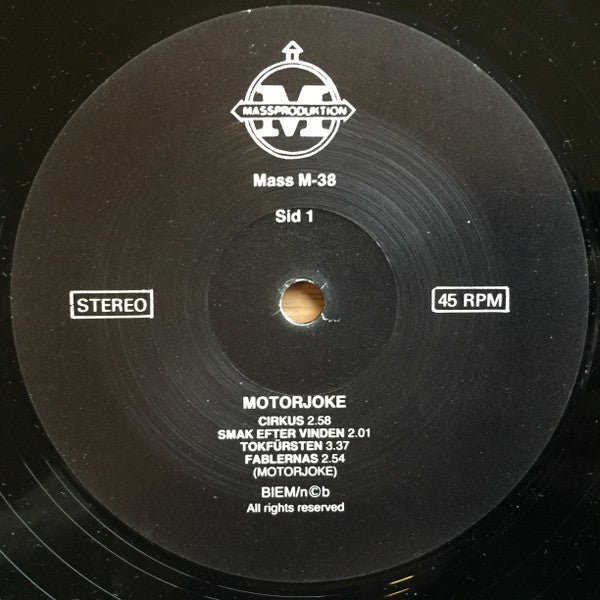 MASSPRODUKTION
M
Mass M-38
Sid 1
STEREO
45 RPM
MOTORJOKE
CIRKUS 2.58
SMAK EFTER VINDEN 2.01
TOKFÜRSTEN 3.37
FABLERNAS 2.54
(MOTORJOKE)
BIEM/n©b
All rights reserved